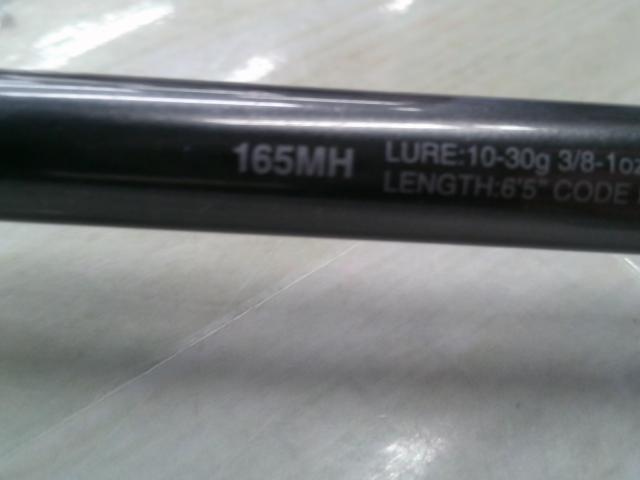 165MH
LURE:10-30g 3/8-1oz
LENGTH:6'5" CODE